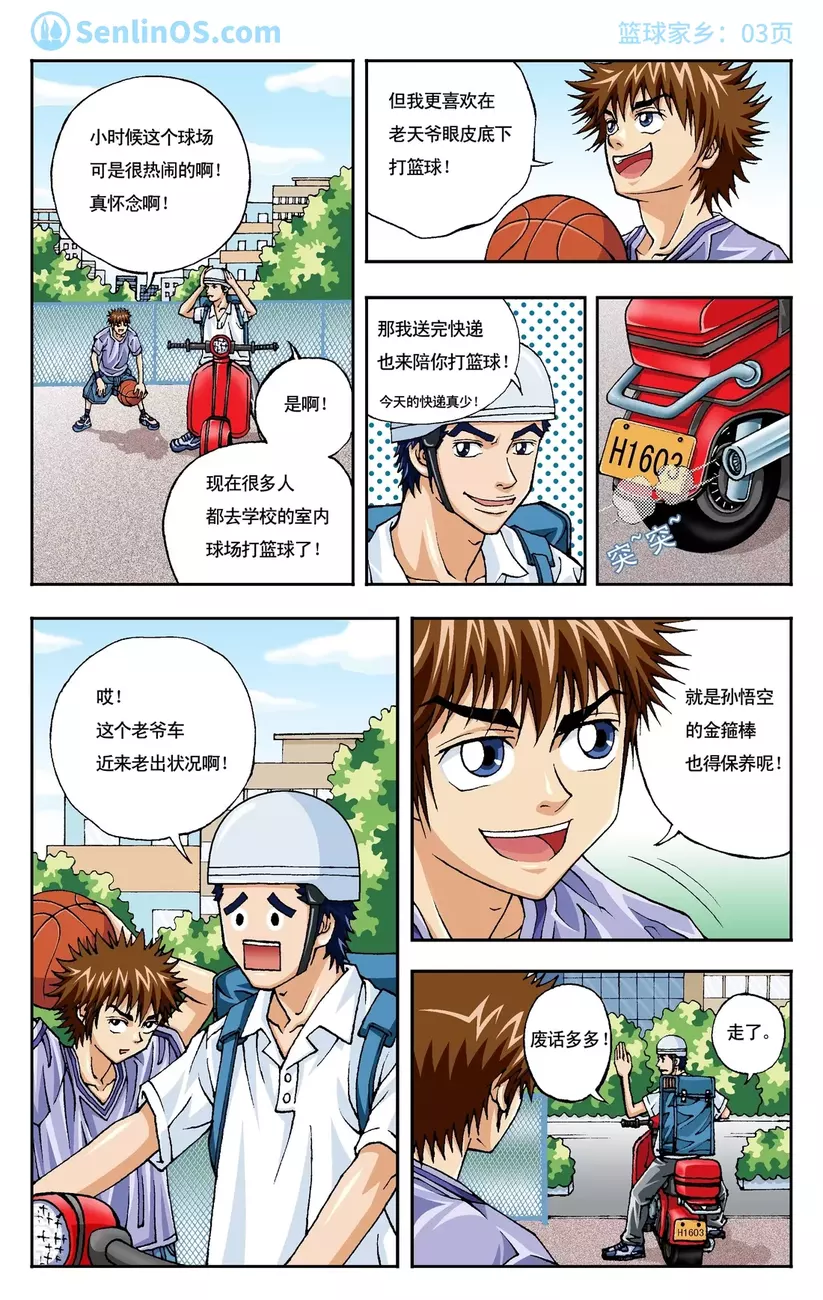 SenlinOS.com
篮球家乡：03页
小时候这个球场
可是很热闹的啊！
真怀念啊！
是啊！
现在很多人
都去学校的室内
球场打篮球了！
但我更喜欢在
老天爷眼皮底下
打篮球！
那我送完快递
也来陪你打篮球！
今天的快递真少！
H1603
突~突~
哎！
这个老爷车
近来老出状况啊！
就是孙悟空
的金箍棒
也得保养呢！
废话多多！
走了。
H1603